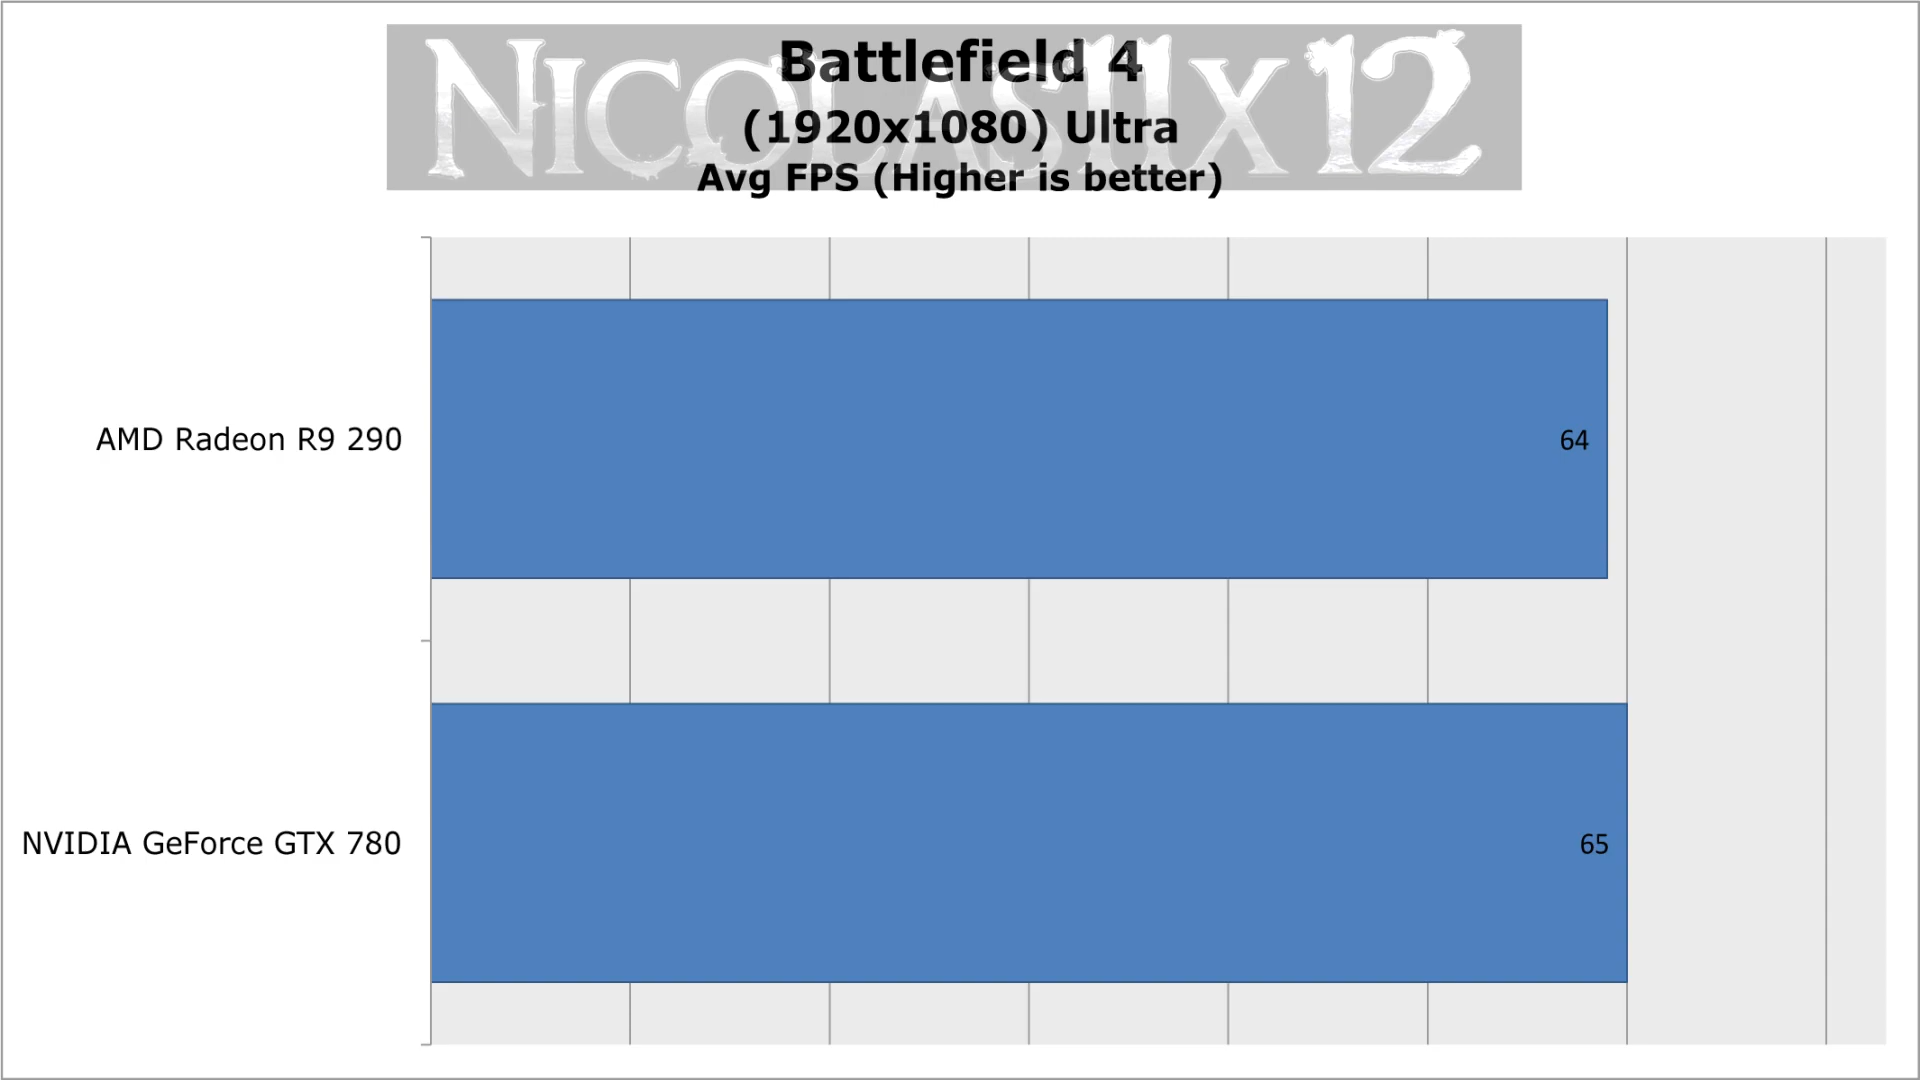 Nicolas11x12
Battlefield 4
(1920x1080) Ultra
Avg FPS (Higher is better)
AMD Radeon R9 290
64
NVIDIA GeForce GTX 780
65